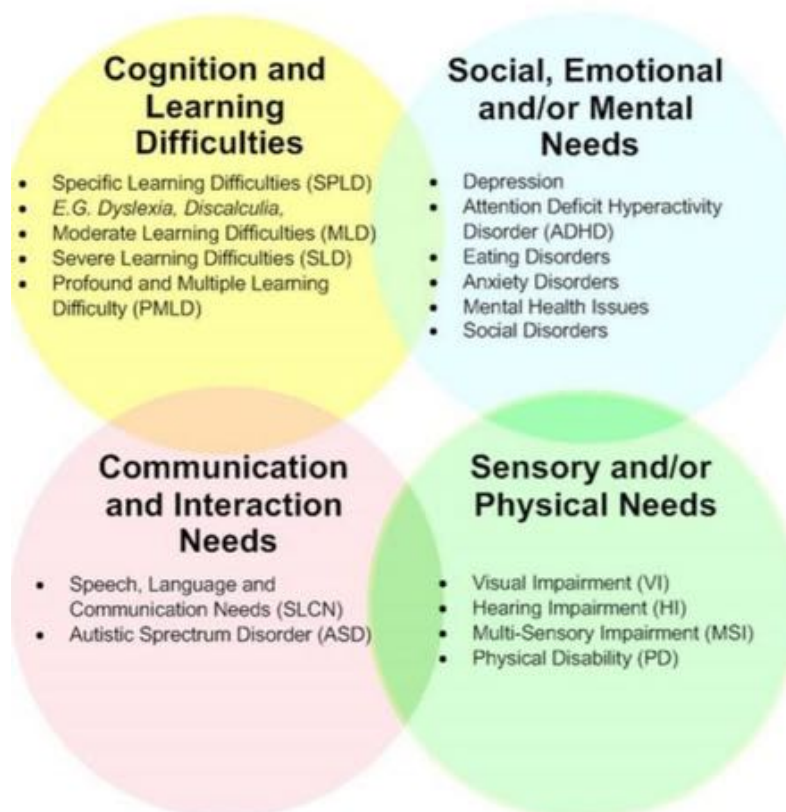 Cognition and
Learning
Difficulties
• Specific Learning Difficulties (SPLD)
• E.G. Dyslexia, Discalculia,
• Moderate Learning Difficulties (MLD)
• Severe Learning Difficulties (SLD)
• Profound and Multiple Learning
Difficulty (PMLD)
Social, Emotional
and/or Mental
Needs
• Depression
• Attention Deficit Hyperactivity
Disorder (ADHD)
• Eating Disorders
• Anxiety Disorders
• Mental Health Issues
• Social Disorders
Communication
and Interaction
Needs
• Speech, Language and
Communication Needs (SLCN)
• Autistic Sprectrum Disorder (ASD)
Sensory and/or
Physical Needs
• Visual Impairment (VI)
• Hearing Impairment (HI)
• Multi-Sensory Impairment (MSI)
• Physical Disability (PD)